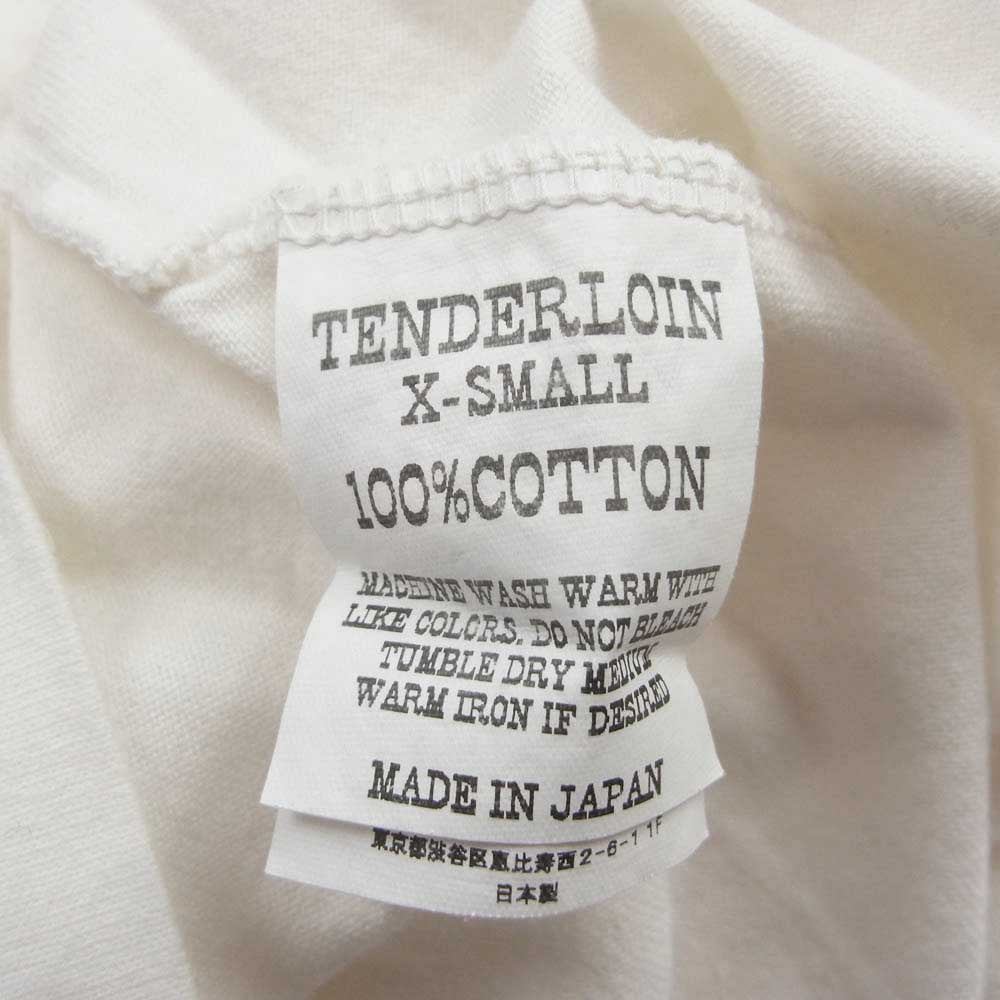 TENDERLOIN
X-SMALL
100%COTTON
MACHINE WASH WARM WITH
LIKE COLORS. DO NOT BLEACH
TUMBLE DRY MEDIUM
WARM IRON IF DESIRED
MADE IN JAPAN
東京都渋谷区恵比寿西2-6-1 1F
日本製